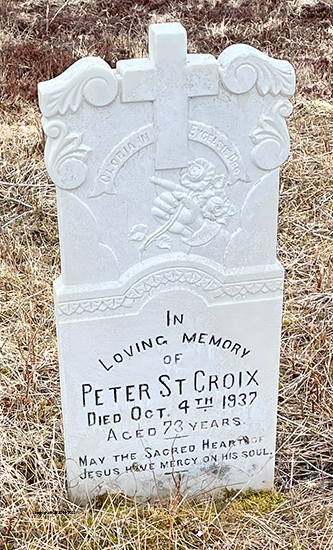 GLORIA IN EXCELSIS DEO
IN
LOVING MEMORY
OF
PETER ST CROIX
DIED OCT. 4TH 1937
AGED 73 YEARS.
MAY THE SACRED HEART OF
JESUS HAVE MERCY ON HIS SOUL.